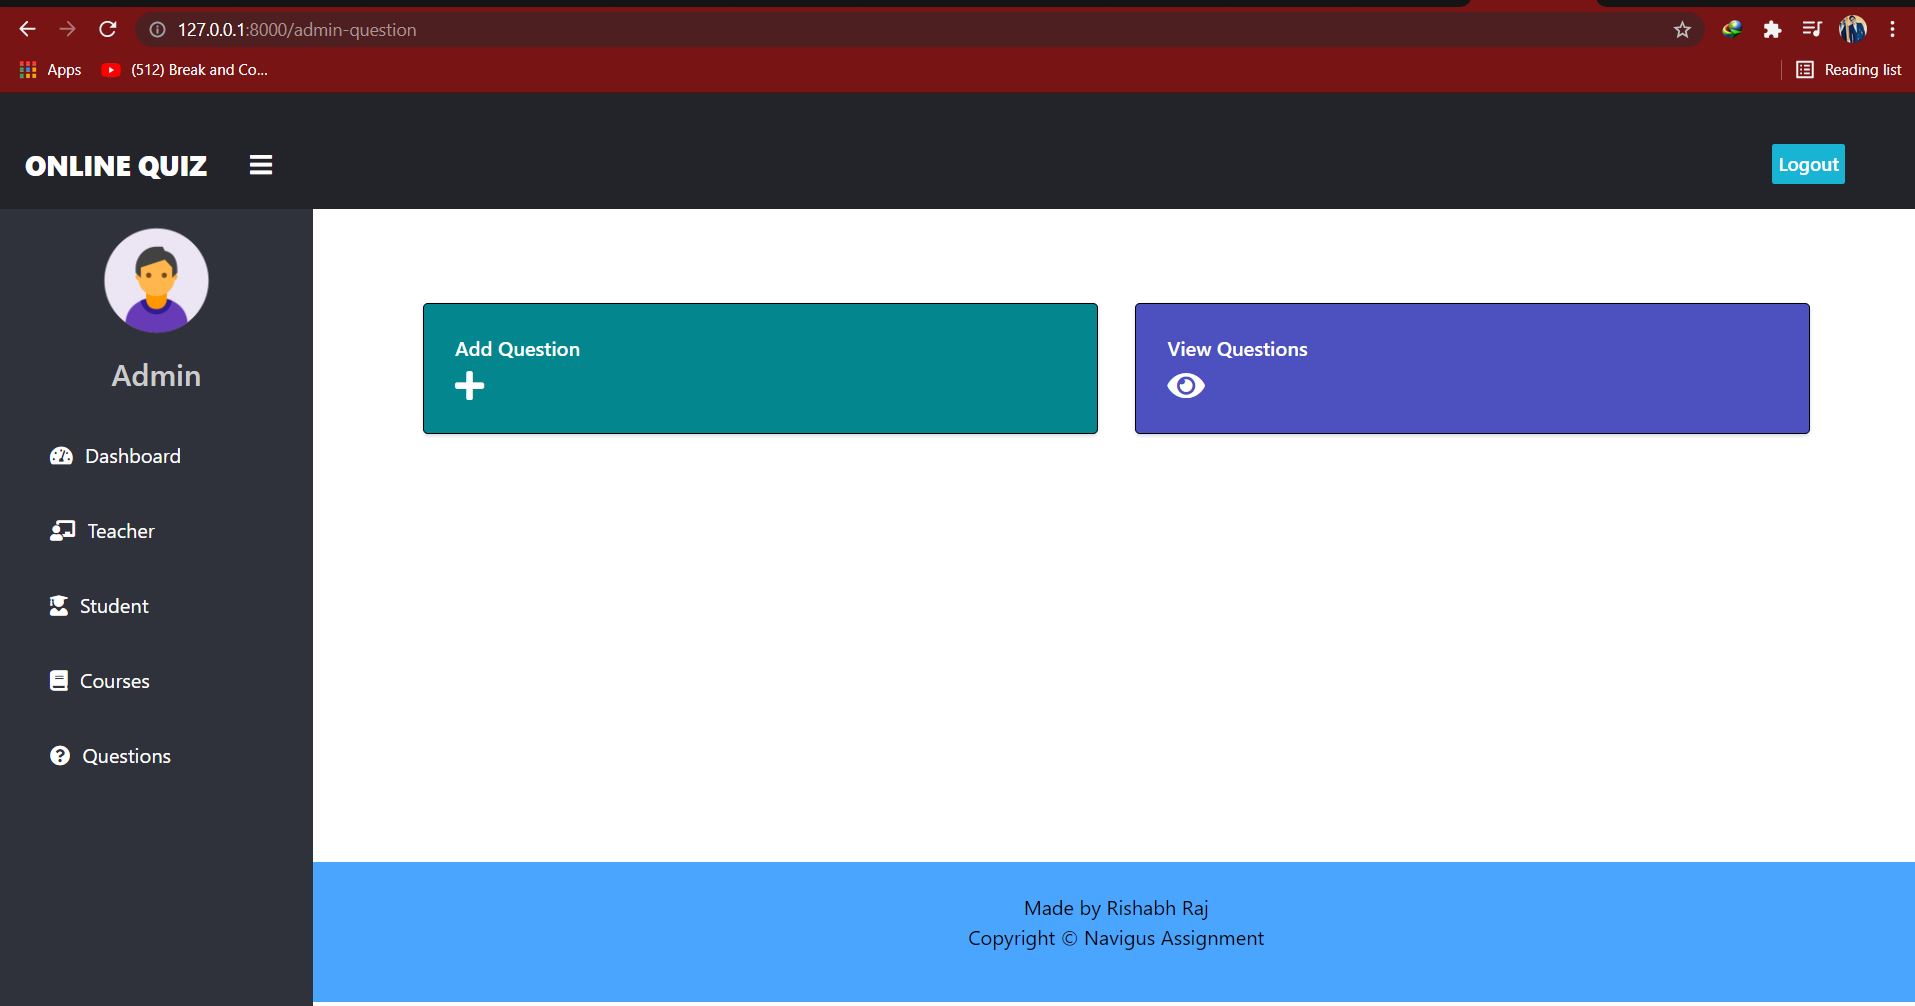 127.0.0.1:8000/admin-question
Apps
(512) Break and Co...
Reading list
ONLINE QUIZ
Logout
Admin
Dashboard
Teacher
Student
Courses
Questions
Add Question
View Questions
Made by Rishabh Raj
Copyright © Navigus Assignment